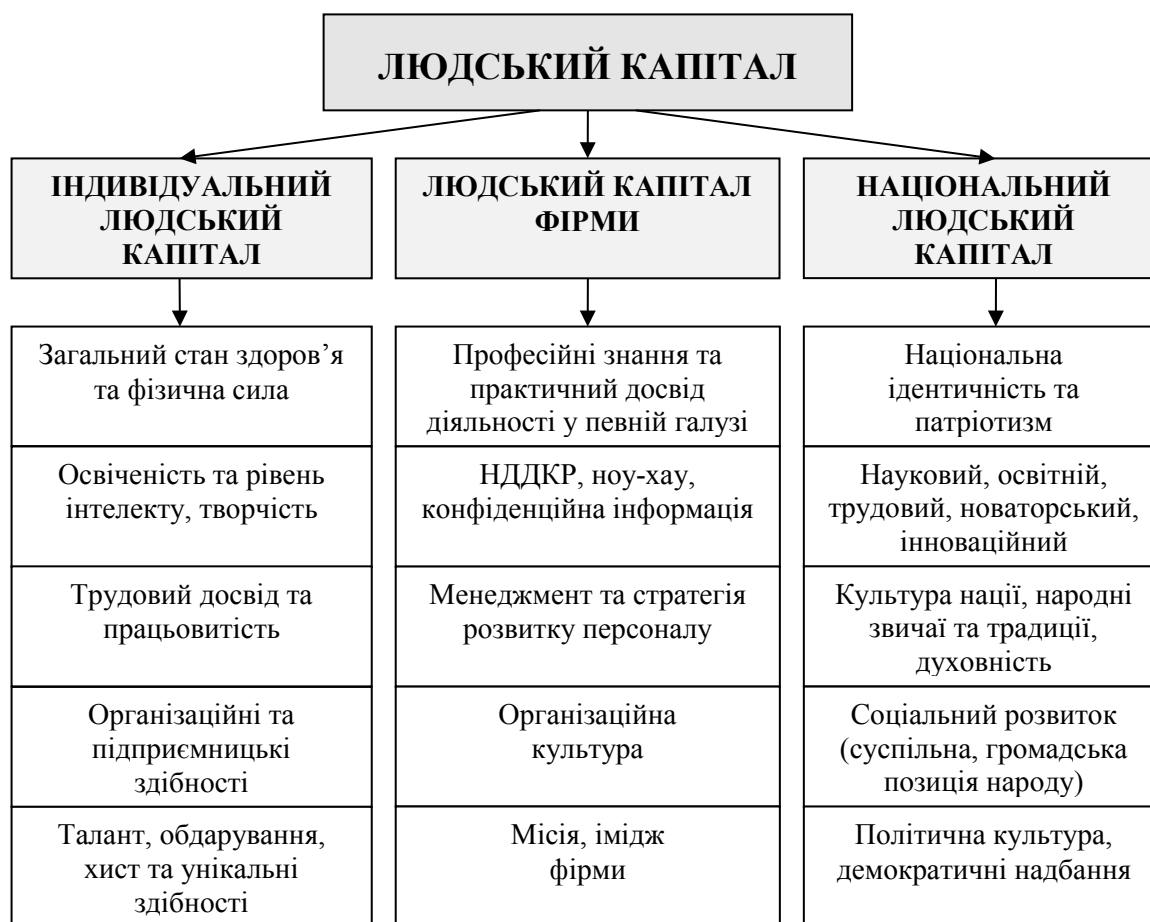 ЛЮДСЬКИЙ КАПІТАЛ
ІНДИВІДУАЛЬНИЙ
ЛЮДСЬКИЙ
КАПІТАЛ
Загальний стан здоров’я
та фізична сила
Освіченість та рівень
інтелекту, творчість
Трудовий досвід та
працьовитість
Організаційні та
підприємницькі
здібності
Талант, обдарування,
хист та унікальні
здібності
ЛЮДСЬКИЙ КАПІТАЛ
ФІРМИ
Професійні знання та
практичний досвід
діяльності у певній галузі
НДДКР, ноу-хау,
конфіденційна інформація
Менеджмент та стратегія
розвитку персоналу
Організаційна
культура
Місія, імідж
фірми
НАЦІОНАЛЬНИЙ
ЛЮДСЬКИЙ
КАПІТАЛ
Національна
ідентичність та
патріотизм
Науковий, освітній,
трудовий, новаторський,
інноваційний
Культура нації, народні
звичаї та традиції,
духовність
Соціальний розвиток
(суспільна, громадська
позиція народу)
Політична культура,
демократичні надбання